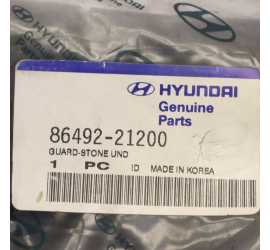 HYUNDAI
Genuine
Parts
86492-21200
GUARD-STONE UND
1 PC ID MADE IN KOREA